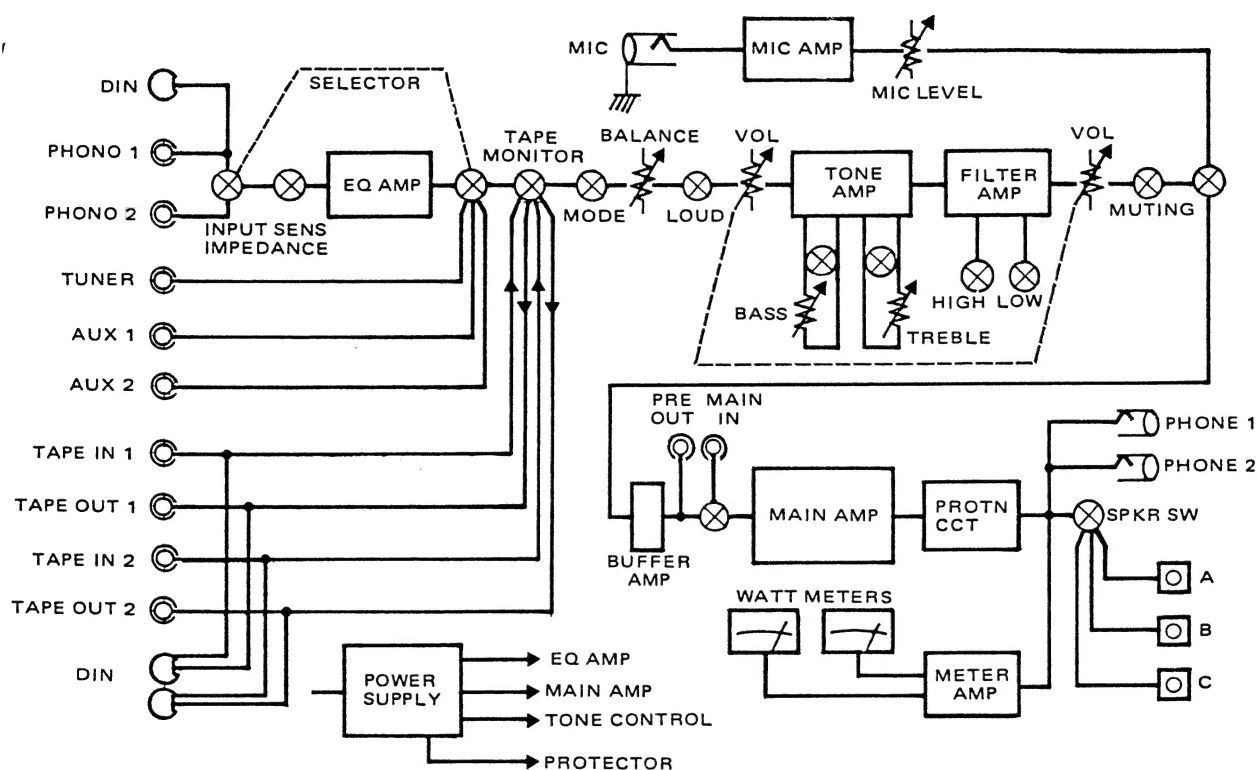 MIC
MIC AMP
MIC LEVEL
DIN
SELECTOR
PHONO 1
TAPE
MONITOR
BALANCE
VOL
VOL
EQ AMP
TONE
AMP
FILTER
AMP
PHONO 2
INPUT SENS
IMPEDANCE
MODE
LOUD
MUTING
TUNER
HIGH
LOW
BASS
TREBLE
AUX 1
AUX 2
PRE
OUT
MAIN
IN
PHONE 1
TAPE IN 1
PHONE 2
TAPE OUT 1
MAIN AMP
PROTN
CCT
SPKR SW
TAPE IN 2
BUFFER
AMP
A
TAPE OUT 2
WATT METERS
B
DIN
EQ AMP
POWER
SUPPLY
MAIN AMP
METER
AMP
C
TONE CONTROL
PROTECTOR